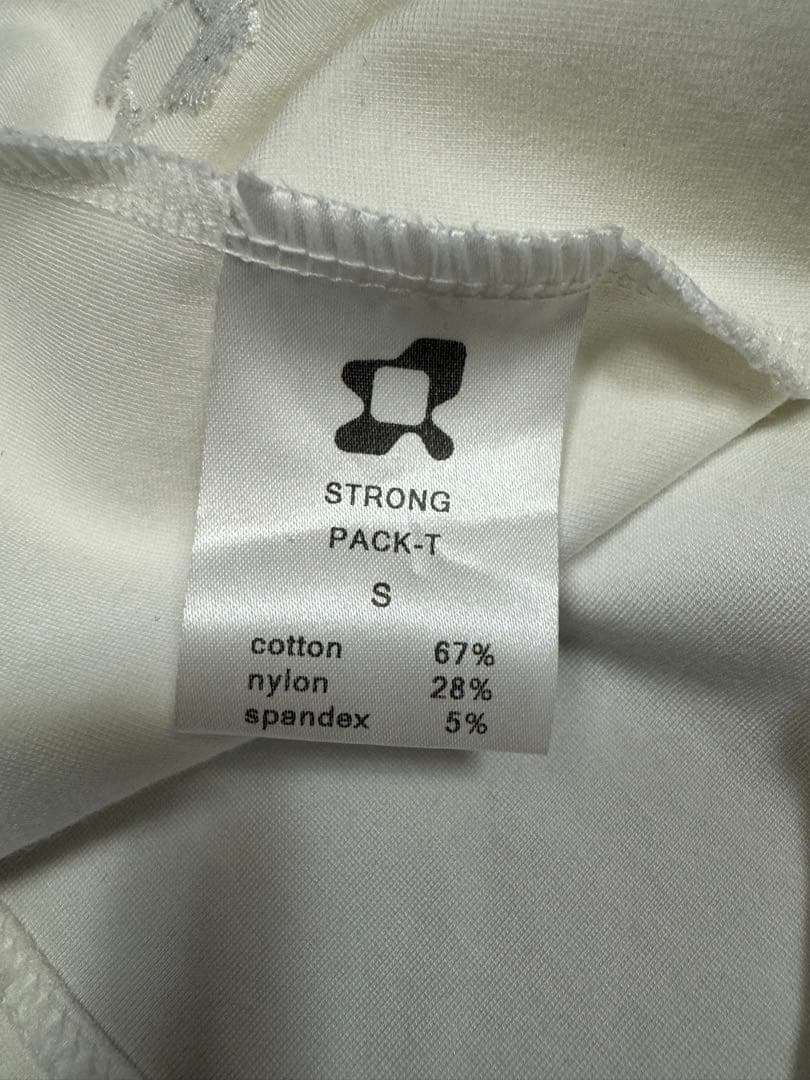 STRONG
PACK-T
S
cotton 67%
nylon 28%
spandex 5%